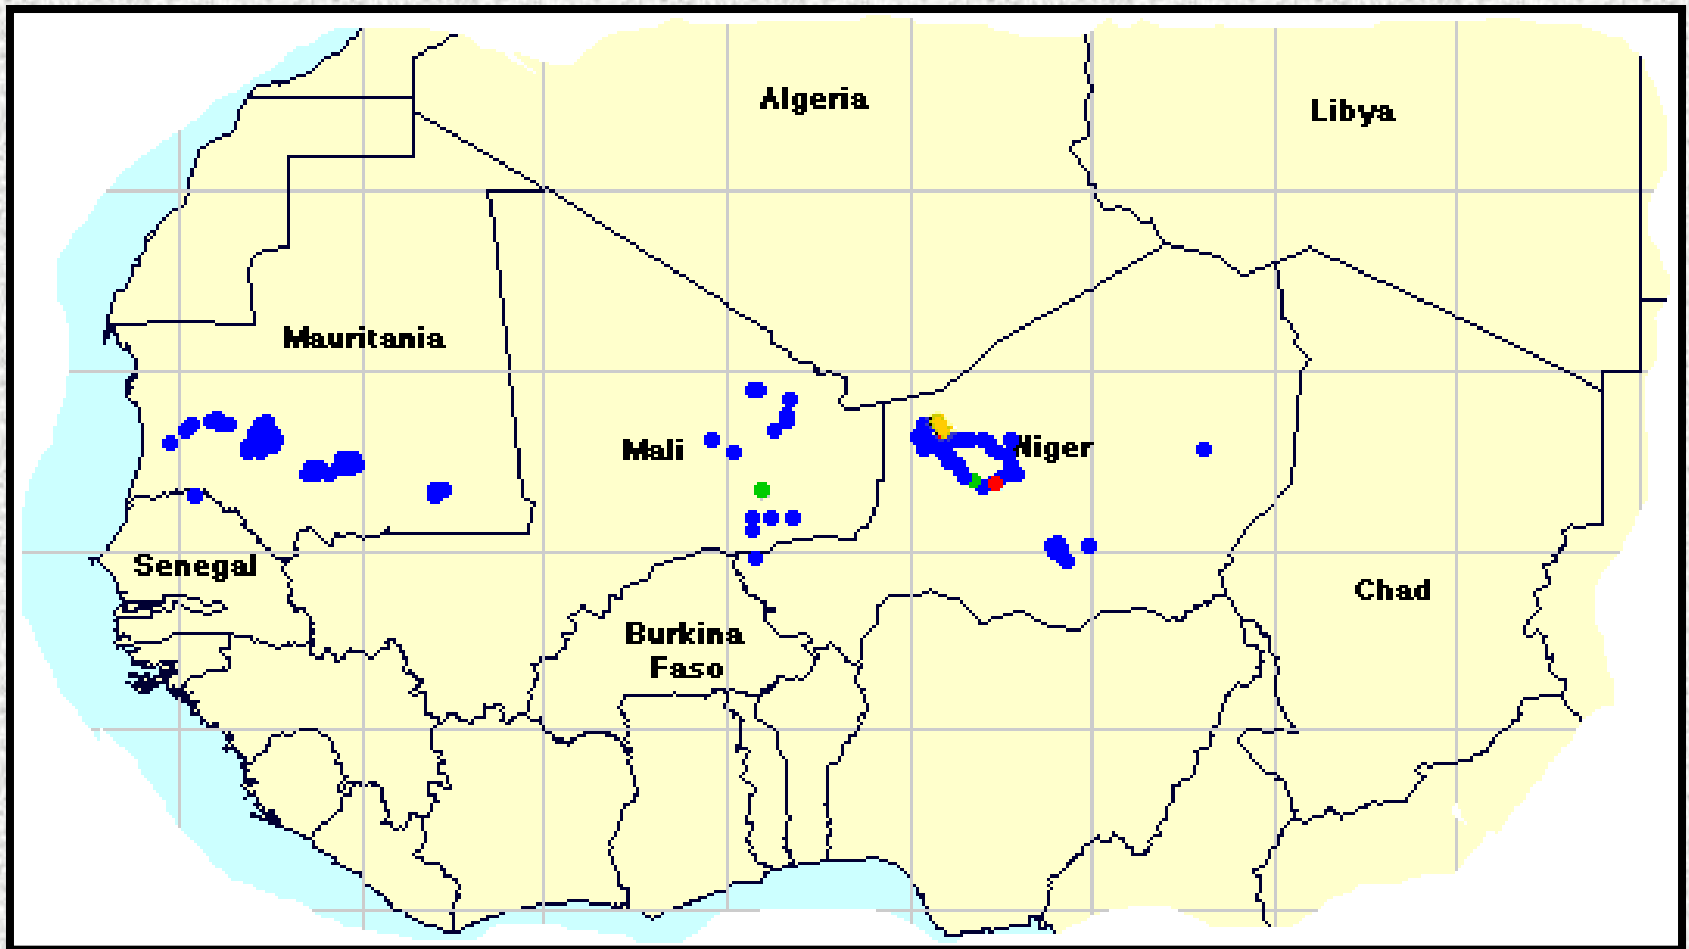 Algeria
Libya
Mauritania
Mali
Niger
Senegal
Chad
Burkina
Faso